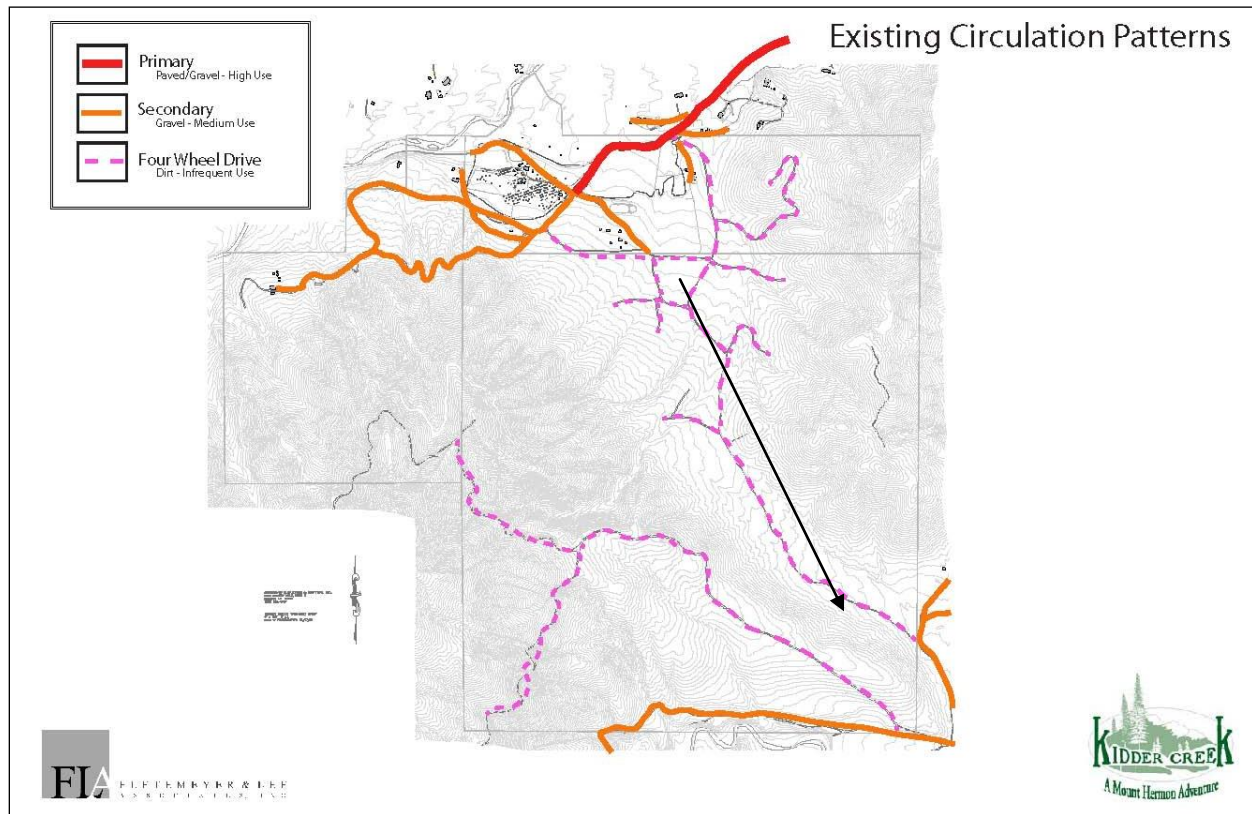 Existing Circulation Patterns
Primary
Paved/Gravel - High Use
Secondary
Gravel - Medium Use
Four Wheel Drive
Dirt - Infrequent Use
FLA
KIDDER CREEK
A Mount Hermon Adventure